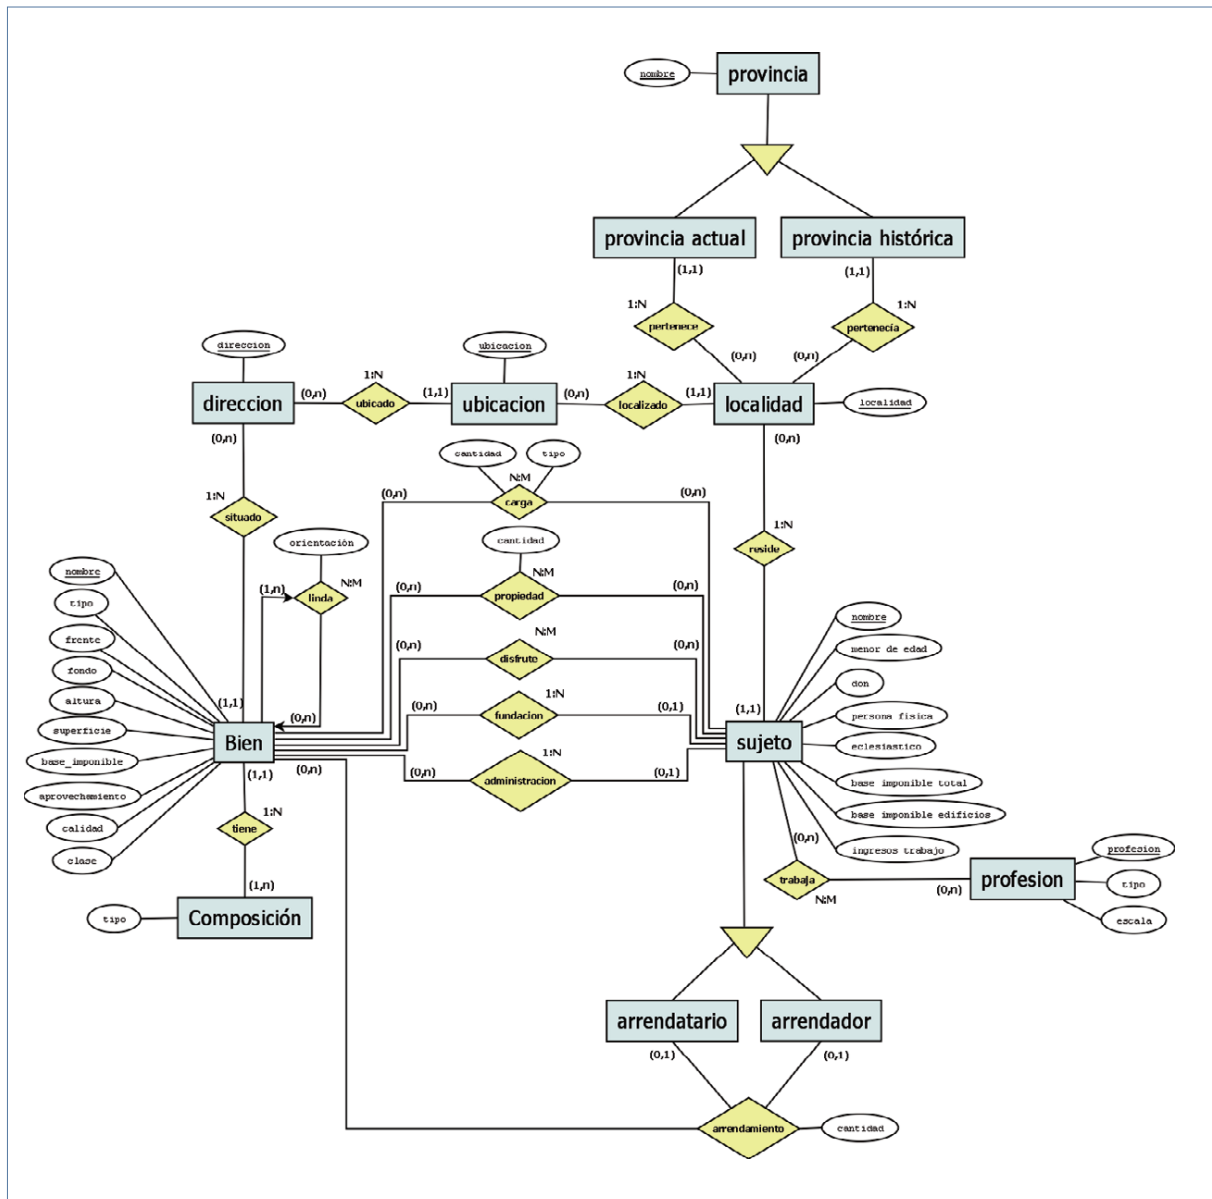 nombre
provincia
provincia actual
provincia histórica
(1,1)
(1,1)
1:N
1:N
pertenece
pertenecía
(0,n)
(0,n)
direccion
ubicacion
1:N
1:N
direccion
(0,n)
ubicado
(1,1)
ubicacion
(0,n)
localizado
(1,1)
localidad
localidad
(0,n)
(0,n)
cantidad
tipo
N:M
(0,n)
carga
(0,n)
1:N
situado
1:N
reside
orientación
cantidad
N:M
N:M
(1,n)
linda
(0,n)
propiedad
(0,n)
nombre
tipo
frente
fondo
altura
superficie
base_imponible
aprovechamiento
calidad
clase
N:M
(0,n)
disfrute
(0,n)
1:N
(1,1)
(0,n)
(0,n)
fundacion
(0,1)
(1,1)
Bien
sujeto
1:N
(1,1)
(0,n)
(0,n)
administracion
(0,1)
nombre
menor de edad
don
persona fisica
eclesiastico
base imponible total
base imponible edificios
ingresos trabajo
1:N
tiene
(1,n)
tipo
Composición
(0,n)
trabaja
N:M
(0,n)
profesion
profesion
tipo
escala
arrendatario
arrendador
(0,1)
(0,1)
arrendamiento
cantidad